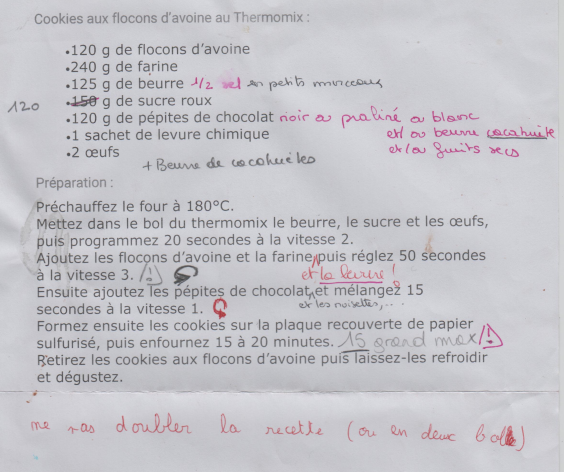 Cookies aux flocons d'avoine au Thermomix :
•120 g de flocons d'avoine
•240 g de farine
•125 g de beurre 1/2 sel en petits morceaux
120 •150 g de sucre roux
•120 g de pépites de chocolat noir ou praliné ou blanc
•1 sachet de levure chimique et/ou beurre cacahuète
•2 œufs et/ou fruits secs
+ Beurre de cacahuètes
Préparation :
Préchauffez le four à 180°C.
Mettez dans le bol du thermomix le beurre, le sucre et les œufs,
puis programmez 20 secondes à la vitesse 2.
Ajoutez les flocons d'avoine et la farine puis réglez 50 secondes
à la vitesse 3. /!\ et la levure !
Ensuite ajoutez les pépites de chocolat et mélangez 15
secondes à la vitesse 1. et les noisettes,...
Formez ensuite les cookies sur la plaque recouverte de papier
sulfurisé, puis enfournez 15 à 20 minutes. 15 grand max /!\
Retirez les cookies aux flocons d'avoine puis laissez-les refroidir
et dégustez.
ne pas doubler la recette (ou en deux bols)